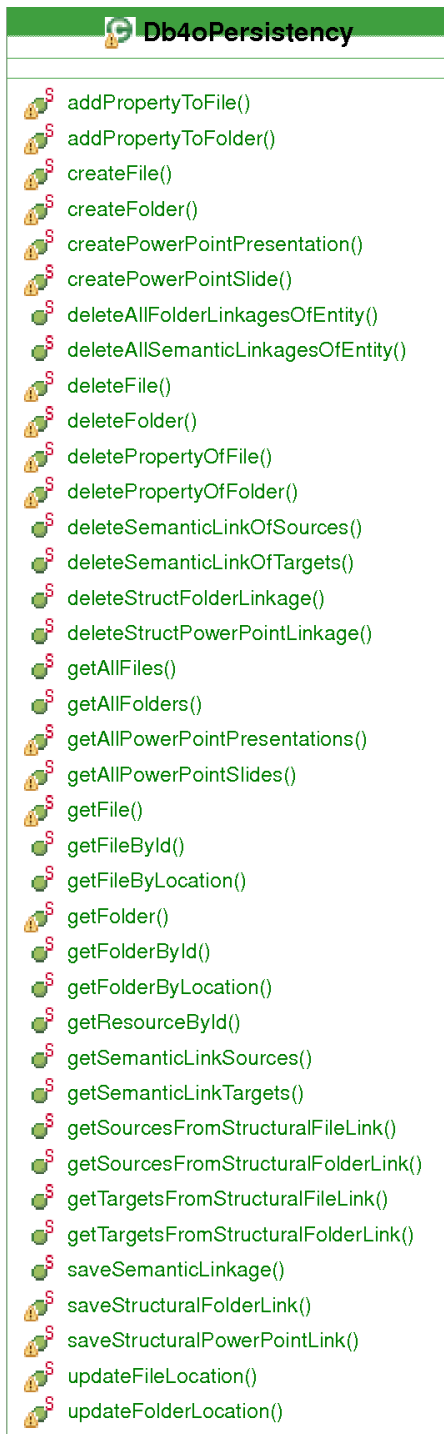 Db4oPersistency
S addPropertyToFile()
S addPropertyToFolder()
S createFile()
S createFolder()
S createPowerPointPresentation()
S createPowerPointSlide()
S deleteAllFolderLinkagesOfEntity()
S deleteAllSemanticLinkagesOfEntity()
S deleteFile()
S deleteFolder()
S deletePropertyOfFile()
S deletePropertyOfFolder()
S deleteSemanticLinkOfSources()
S deleteSemanticLinkOfTargets()
S deleteStructFolderLinkage()
S deleteStructPowerPointLinkage()
S getAllFiles()
S getAllFolders()
S getAllPowerPointPresentations()
S getAllPowerPointSlides()
S getFile()
S getFileById()
S getFileByLocation()
S getFolder()
S getFolderById()
S getFolderByLocation()
S getResourceById()
S getSemanticLinkSources()
S getSemanticLinkTargets()
S getSourcesFromStructuralFileLink()
S getSourcesFromStructuralFolderLink()
S getTargetsFromStructuralFileLink()
S getTargetsFromStructuralFolderLink()
S saveSemanticLinkage()
S saveStructuralFolderLink()
S saveStructuralPowerPointLink()
S updateFileLocation()
S updateFolderLocation()